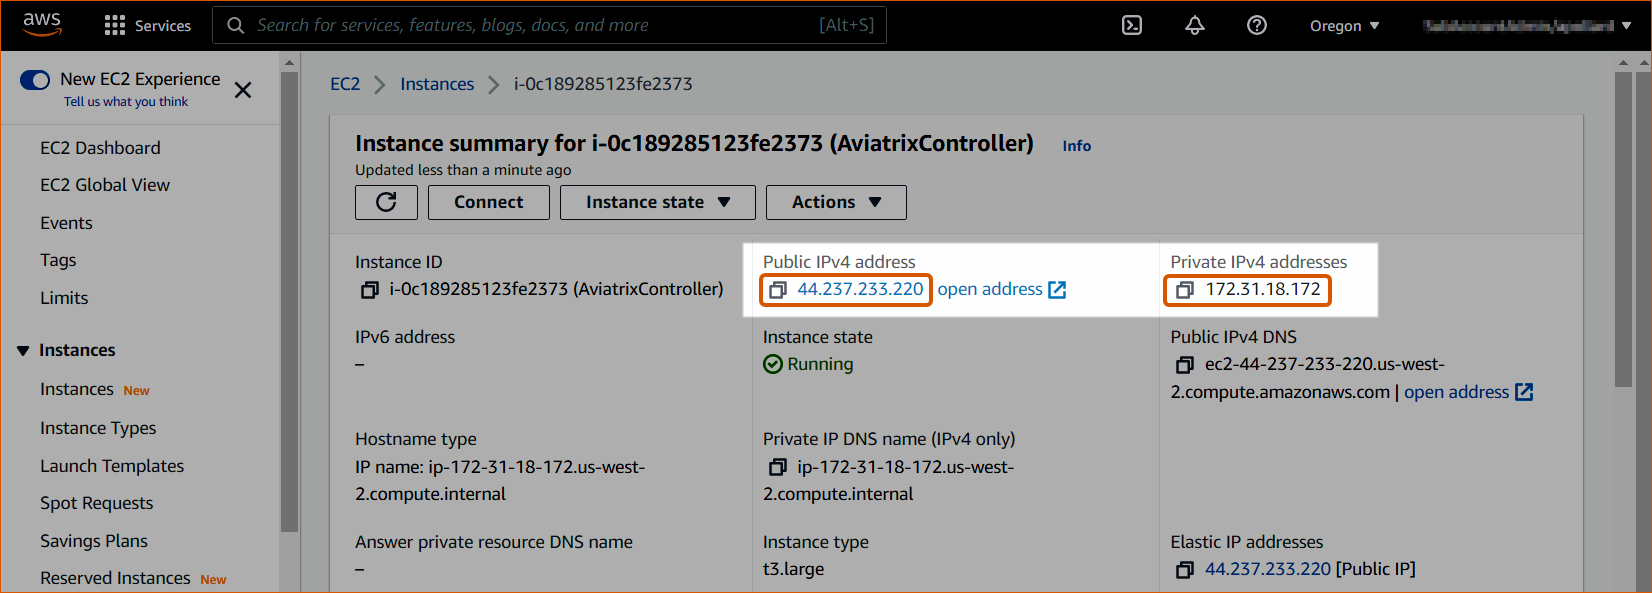 aws
Services
Search for services, features, blogs, docs, and more [Alt+S]
Oregon
New EC2 Experience
Tell us what you think
EC2 Dashboard
EC2 Global View
Events
Tags
Limits
Instances
Instances New
Instance Types
Launch Templates
Spot Requests
Savings Plans
Reserved Instances New
EC2 > Instances > i-0c189285123fe2373
Instance summary for i-0c189285123fe2373 (AviatrixController) Info
Updated less than a minute ago
Connect
Instance state
Actions
Instance ID
i-0c189285123fe2373 (AviatrixController)
Public IPv4 address
44.237.233.220 open address
Private IPv4 addresses
172.31.18.172
IPv6 address
–
Instance state
Running
Public IPv4 DNS
ec2-44-237-233-220.us-west-
2.compute.amazonaws.com | open address
Hostname type
IP name: ip-172-31-18-172.us-west-
2.compute.internal
Private IP DNS name (IPv4 only)
ip-172-31-18-172.us-west-
2.compute.internal
Answer private resource DNS name
–
Instance type
t3.large
Elastic IP addresses
44.237.233.220 [Public IP]